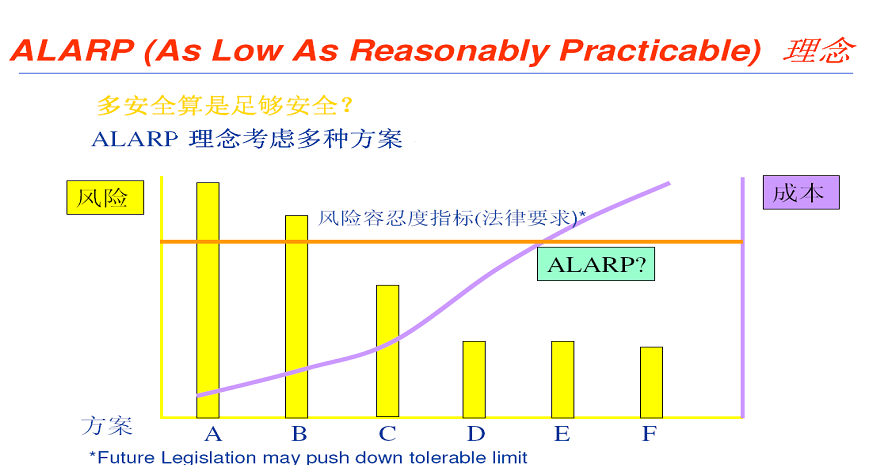 ALARP (As Low As Reasonably Practicable) 理念
多安全算是足够安全?
ALARP 理念考虑多种方案
风险
风险容忍度指标(法律要求)*
成本
ALARP?
方案
A B C D E F
*Future Legislation may push down tolerable limit